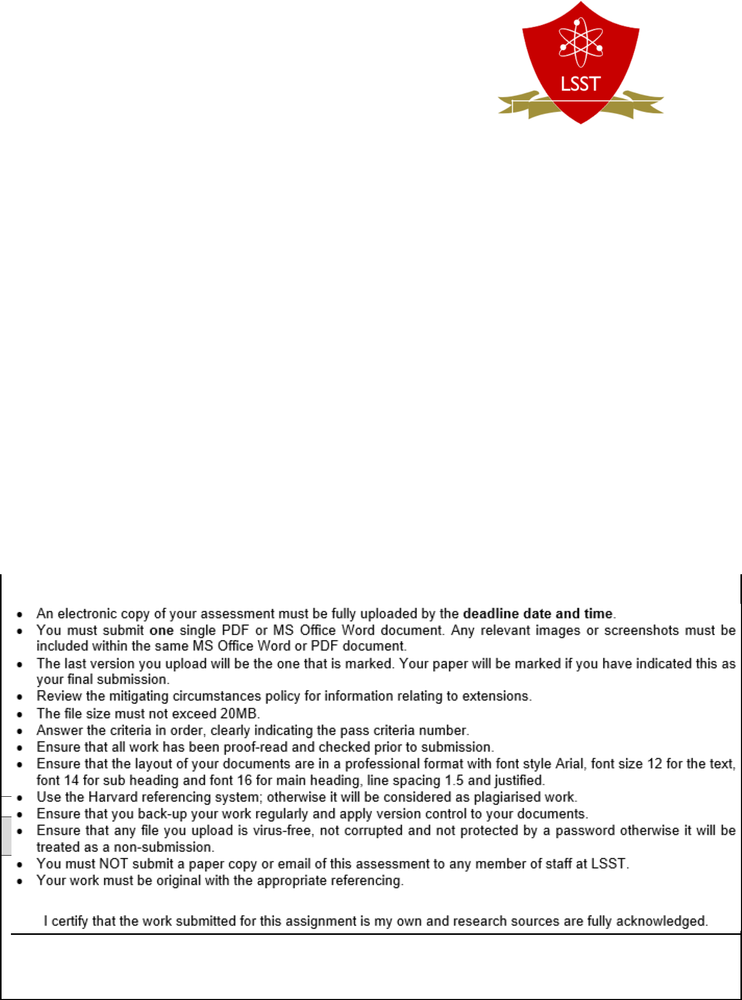 LSST
• An electronic copy of your assessment must be fully uploaded by the deadline date and time.
• You must submit one single PDF or MS Office Word document. Any relevant images or screenshots must be
included within the same MS Office Word or PDF document.
• The last version you upload will be the one that is marked. Your paper will be marked if you have indicated this as
your final submission.
• Review the mitigating circumstances policy for information relating to extensions.
• The file size must not exceed 20MB.
• Answer the criteria in order, clearly indicating the pass criteria number.
• Ensure that all work has been proof-read and checked prior to submission.
• Ensure that the layout of your documents are in a professional format with font style Arial, font size 12 for the text,
font 14 for sub heading and font 16 for main heading, line spacing 1.5 and justified.
• Use the Harvard referencing system; otherwise it will be considered as plagiarised work.
• Ensure that you back-up your work regularly and apply version control to your documents.
• Ensure that any file you upload is virus-free, not corrupted and not protected by a password otherwise it will be
treated as a non-submission.
• You must NOT submit a paper copy or email of this assessment to any member of staff at LSST.
• Your work must be original with the appropriate referencing.
I certify that the work submitted for this assignment is my own and research sources are fully acknowledged.